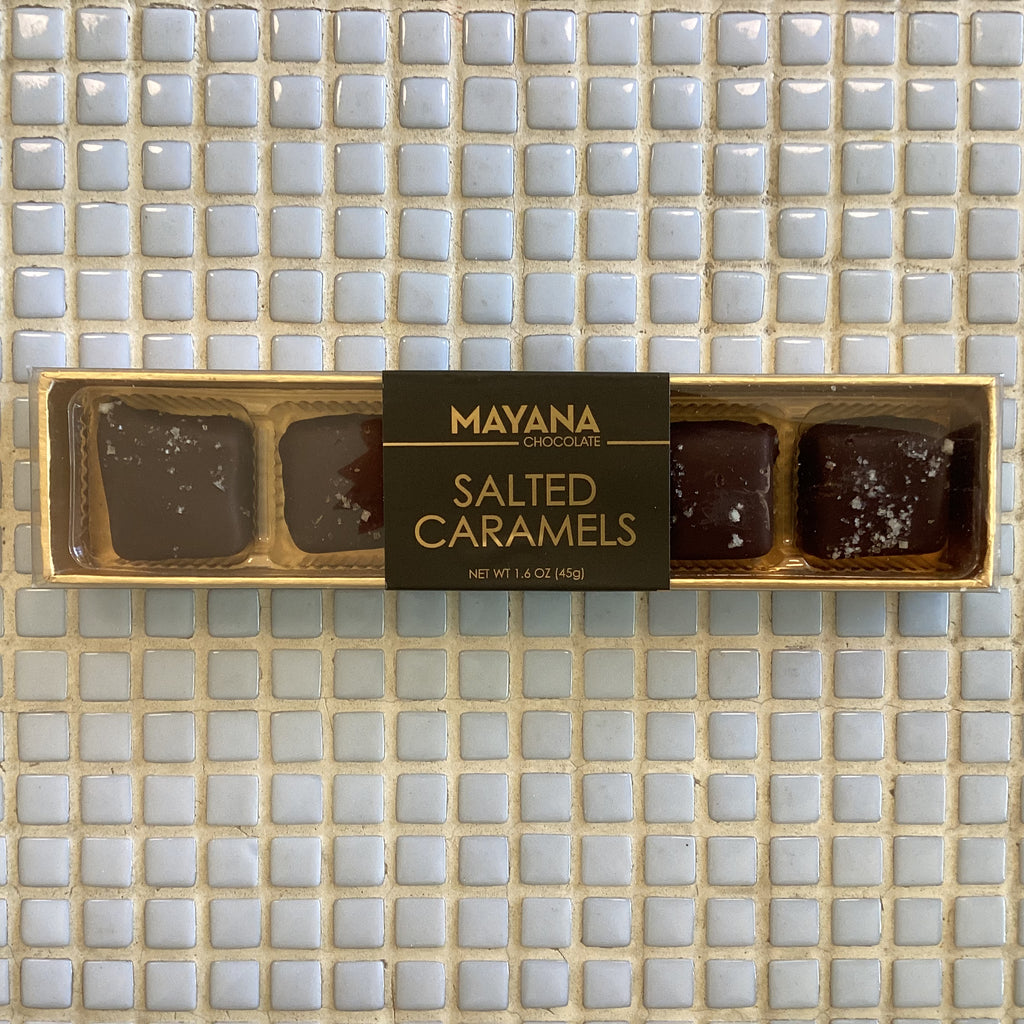 MAYANA
CHOCOLATE
SALTED
CARAMELS
NET WT 1.6 OZ (45g)